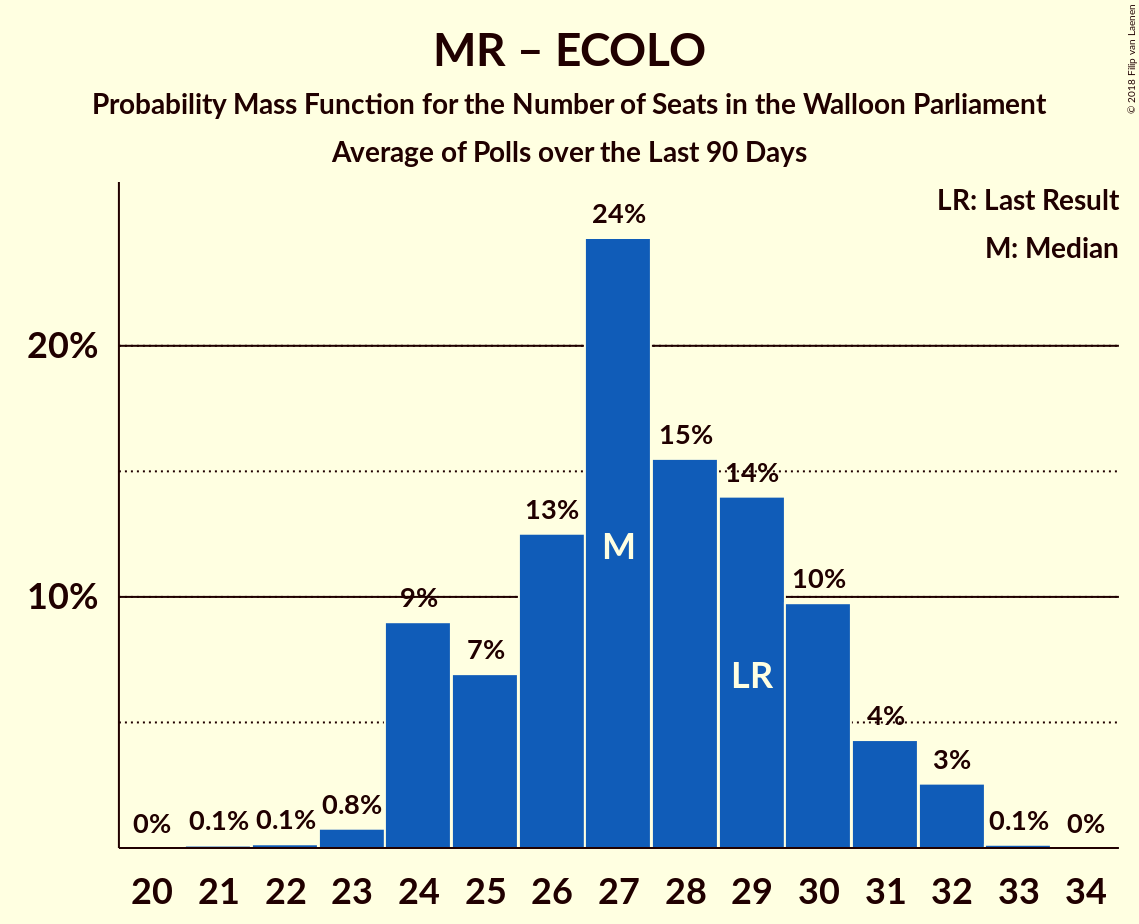 MR – ECOLO
Probability Mass Function for the Number of Seats in the Walloon Parliament
Average of Polls over the Last 90 Days
© 2018 Filip van Laenen
LR: Last Result
M: Median
20%
10%
0%
0.1%
0.1%
0.8%
9%
7%
13%
24%
15%
14%
10%
4%
3%
0.1%
0%
M
LR
20 21 22 23 24 25 26 27 28 29 30 31 32 33 34